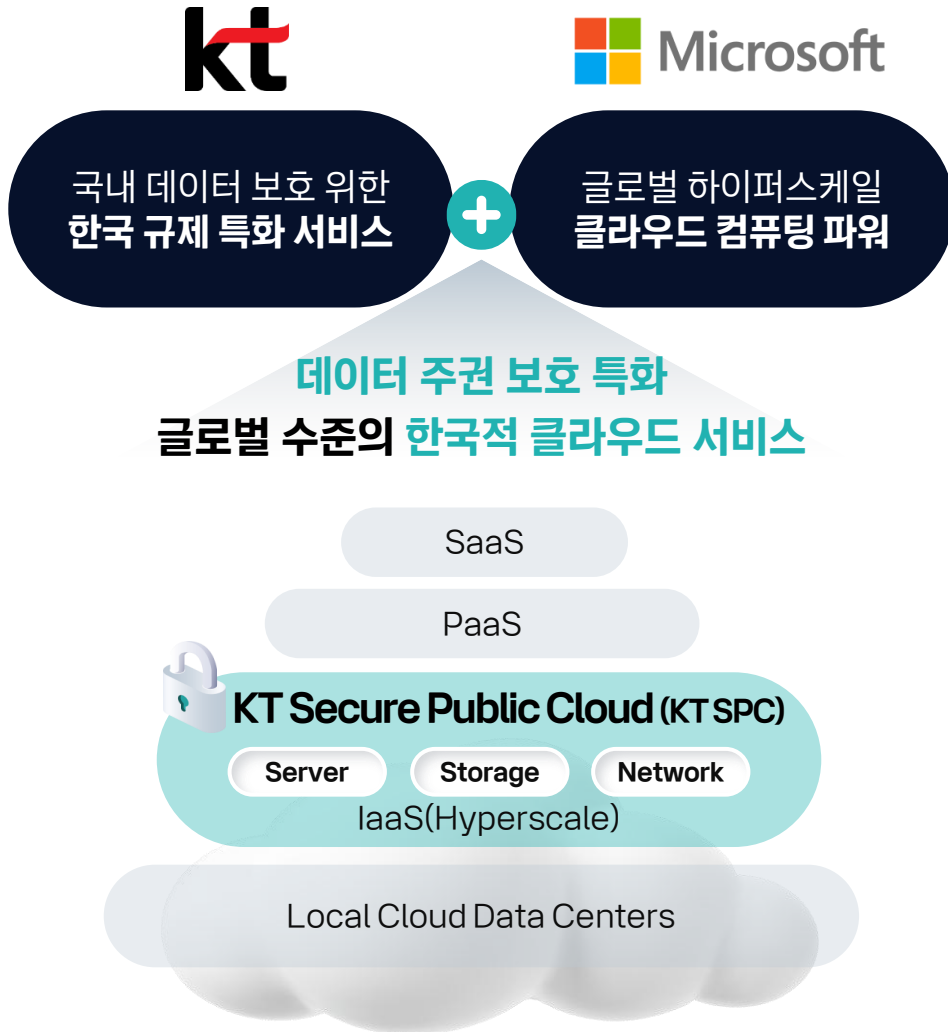 kt
Microsoft
국내 데이터 보호 위한
한국 규제 특화 서비스
+
글로벌 하이퍼스케일
클라우드 컴퓨팅 파워
데이터 주권 보호 특화
글로벌 수준의 한국적 클라우드 서비스
SaaS
PaaS
KT Secure Public Cloud (KT SPC)
Server
Storage
Network
IaaS(Hyperscale)
Local Cloud Data Centers